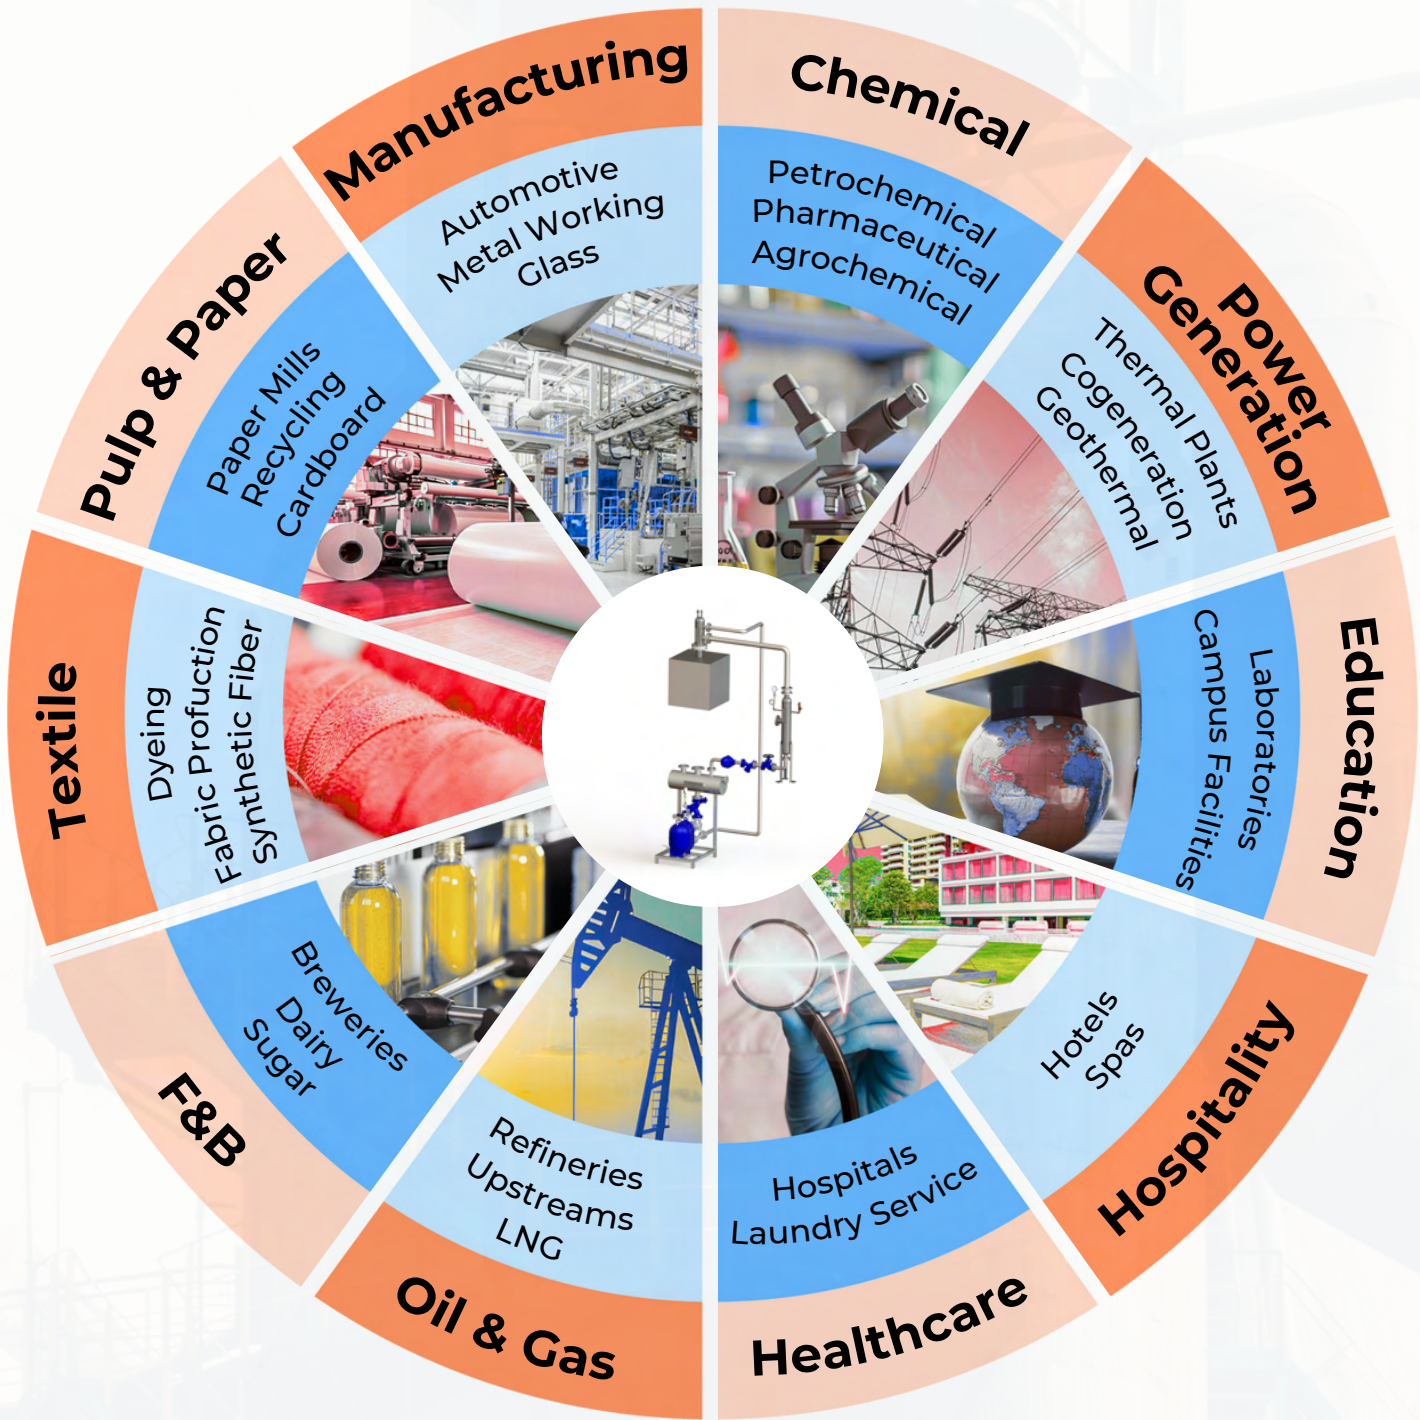 Manufacturing
Automotive
Metal Working
Glass
Chemical
Petrochemical
Pharmaceutical
Agrochemical
Power
Generation
Thermal Plants
Cogeneration
Geothermal
Education
Laboratories
Campus Facilities
Hospitality
Hotels
Spas
Healthcare
Hospitals
Laundry Service
Oil & Gas
Refineries
Upstreams
LNG
F&B
Breweries
Dairy
Sugar
Textile
Dyeing
Fabric Profuction
Synthetic Fiber
Pulp & Paper
Paper Mills
Recycling
Cardboard